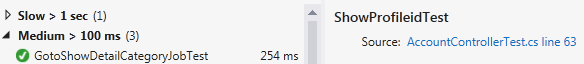 Slow > 1 sec (1)
Medium > 100 ms (3)
GotoShowDetailCategoryJobTest 254 ms
ShowProfileidTest
Source: AccountControllerTest.cs line 63